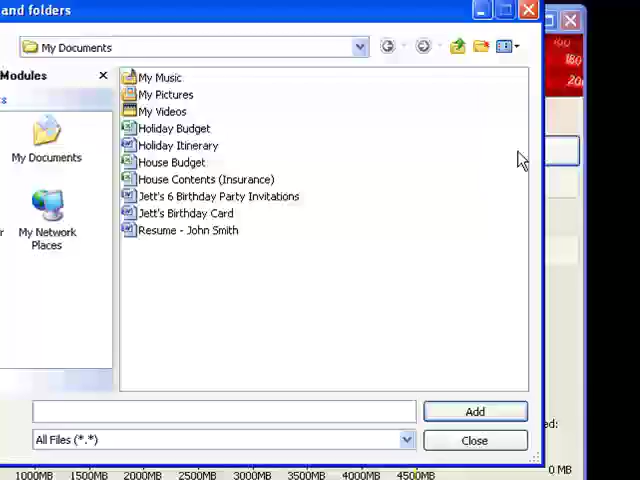 and folders
My Documents
Modules
My Music
My Pictures
My Videos
Holiday Budget
Holiday Itinerary
House Budget
House Contents (Insurance)
Jett's 6 Birthday Party Invitations
Jett's Birthday Card
Resume - John Smith
My Documents
My Network
Places
Add
All Files (*.*)
Close
1000MB 1500MB 2000MB 2500MB 3000MB 3500MB 4000MB 4500MB
0 MB
ed: